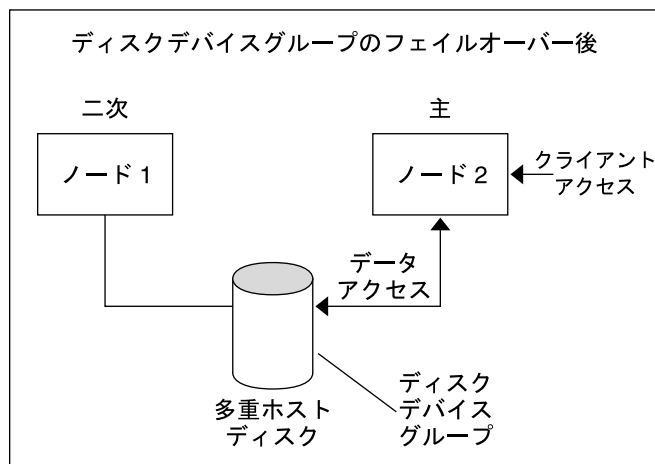 ディスクデバイスグループのフェイルオーバー後
二次
主
ノード 1
ノード 2
クライアント
アクセス
データ
アクセス
多重ホスト
ディスク
ディスク
デバイス
グループ